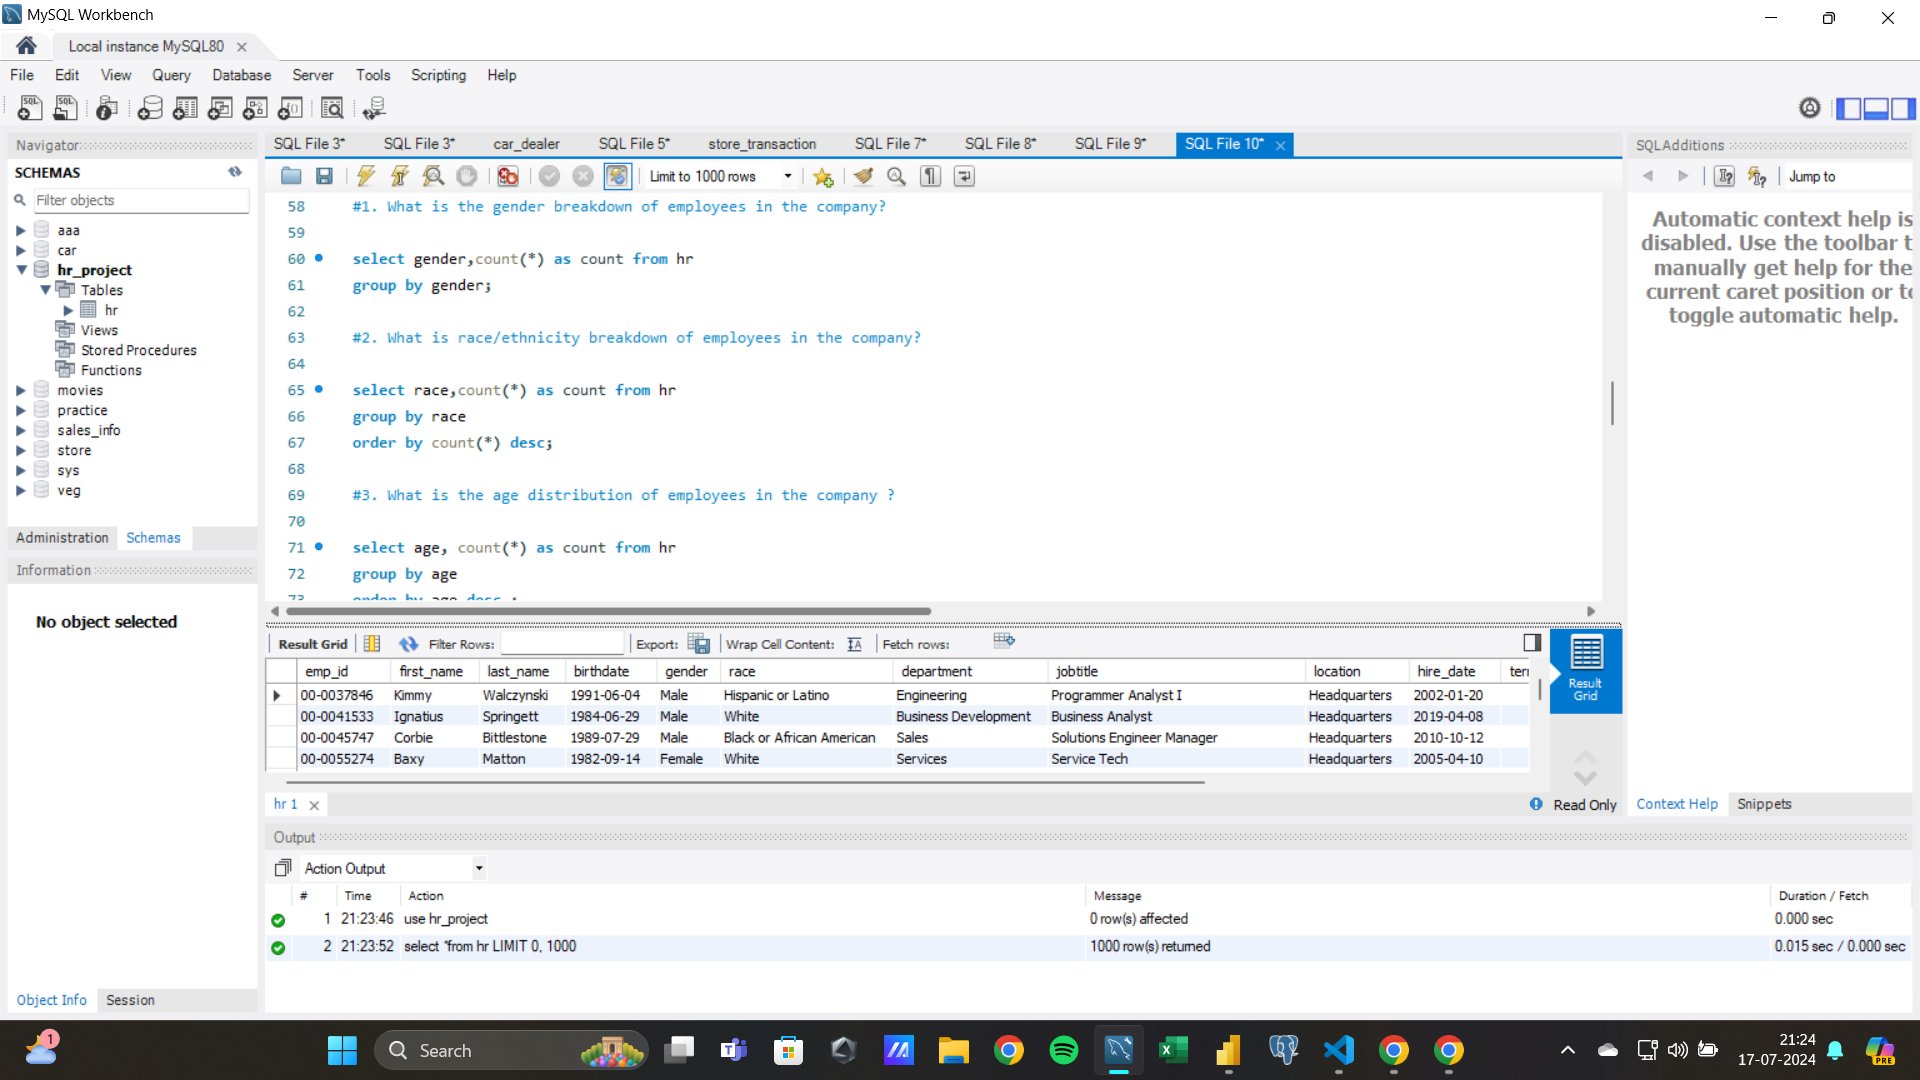 MySQL Workbench
Local instance MySQL80
File Edit View Query Database Server Tools Scripting Help
Navigator
SCHEMAS
Filter objects
aaa
car
hr_project
Tables
hr
Views
Stored Procedures
Functions
movies
practice
sales_info
store
sys
veg
Administration Schemas
Information
No object selected
Object Info Session
SQL File 3* SQL File 3* car_dealer SQL File 5* store_transaction SQL File 7* SQL File 8* SQL File 9* SQL File 10*
Limit to 1000 rows
58 #1. What is the gender breakdown of employees in the company?
59
60 select gender,count(*) as count from hr
61 group by gender;
62
63 #2. What is race/ethnicity breakdown of employees in the company?
64
65 select race,count(*) as count from hr
66 group by race
67 order by count(*) desc;
68
69 #3. What is the age distribution of employees in the company ?
70
71 select age, count(*) as count from hr
72 group by age
73 order by age desc ;
Result Grid Filter Rows: Export: Wrap Cell Content: Fetch rows:
emp_id first_name last_name birthdate gender race department jobtitle location hire_date ter
00-0037846 Kimmy Walczynski 1991-06-04 Male Hispanic or Latino Engineering Programmer Analyst I Headquarters 2002-01-20
00-0041533 Ignatius Springett 1984-06-29 Male White Business Development Business Analyst Headquarters 2019-04-08
00-0045747 Corbie Bittlestone 1989-07-29 Male Black or African American Sales Solutions Engineer Manager Headquarters 2010-10-12
00-0055274 Baxy Matton 1982-09-14 Female White Services Service Tech Headquarters 2005-04-10
Result
Grid
hr 1
Read Only
Output
Action Output
# Time Action Message Duration / Fetch
1 21:23:46 use hr_project 0 row(s) affected 0.000 sec
2 21:23:52 select *from hr LIMIT 0, 1000 1000 row(s) returned 0.015 sec / 0.000 sec
SQLAdditions
Jump to
Automatic context help is
disabled. Use the toolbar t
manually get help for the
current caret position or to
toggle automatic help.
Context Help Snippets
1
Search
PRE
21:24
17-07-2024